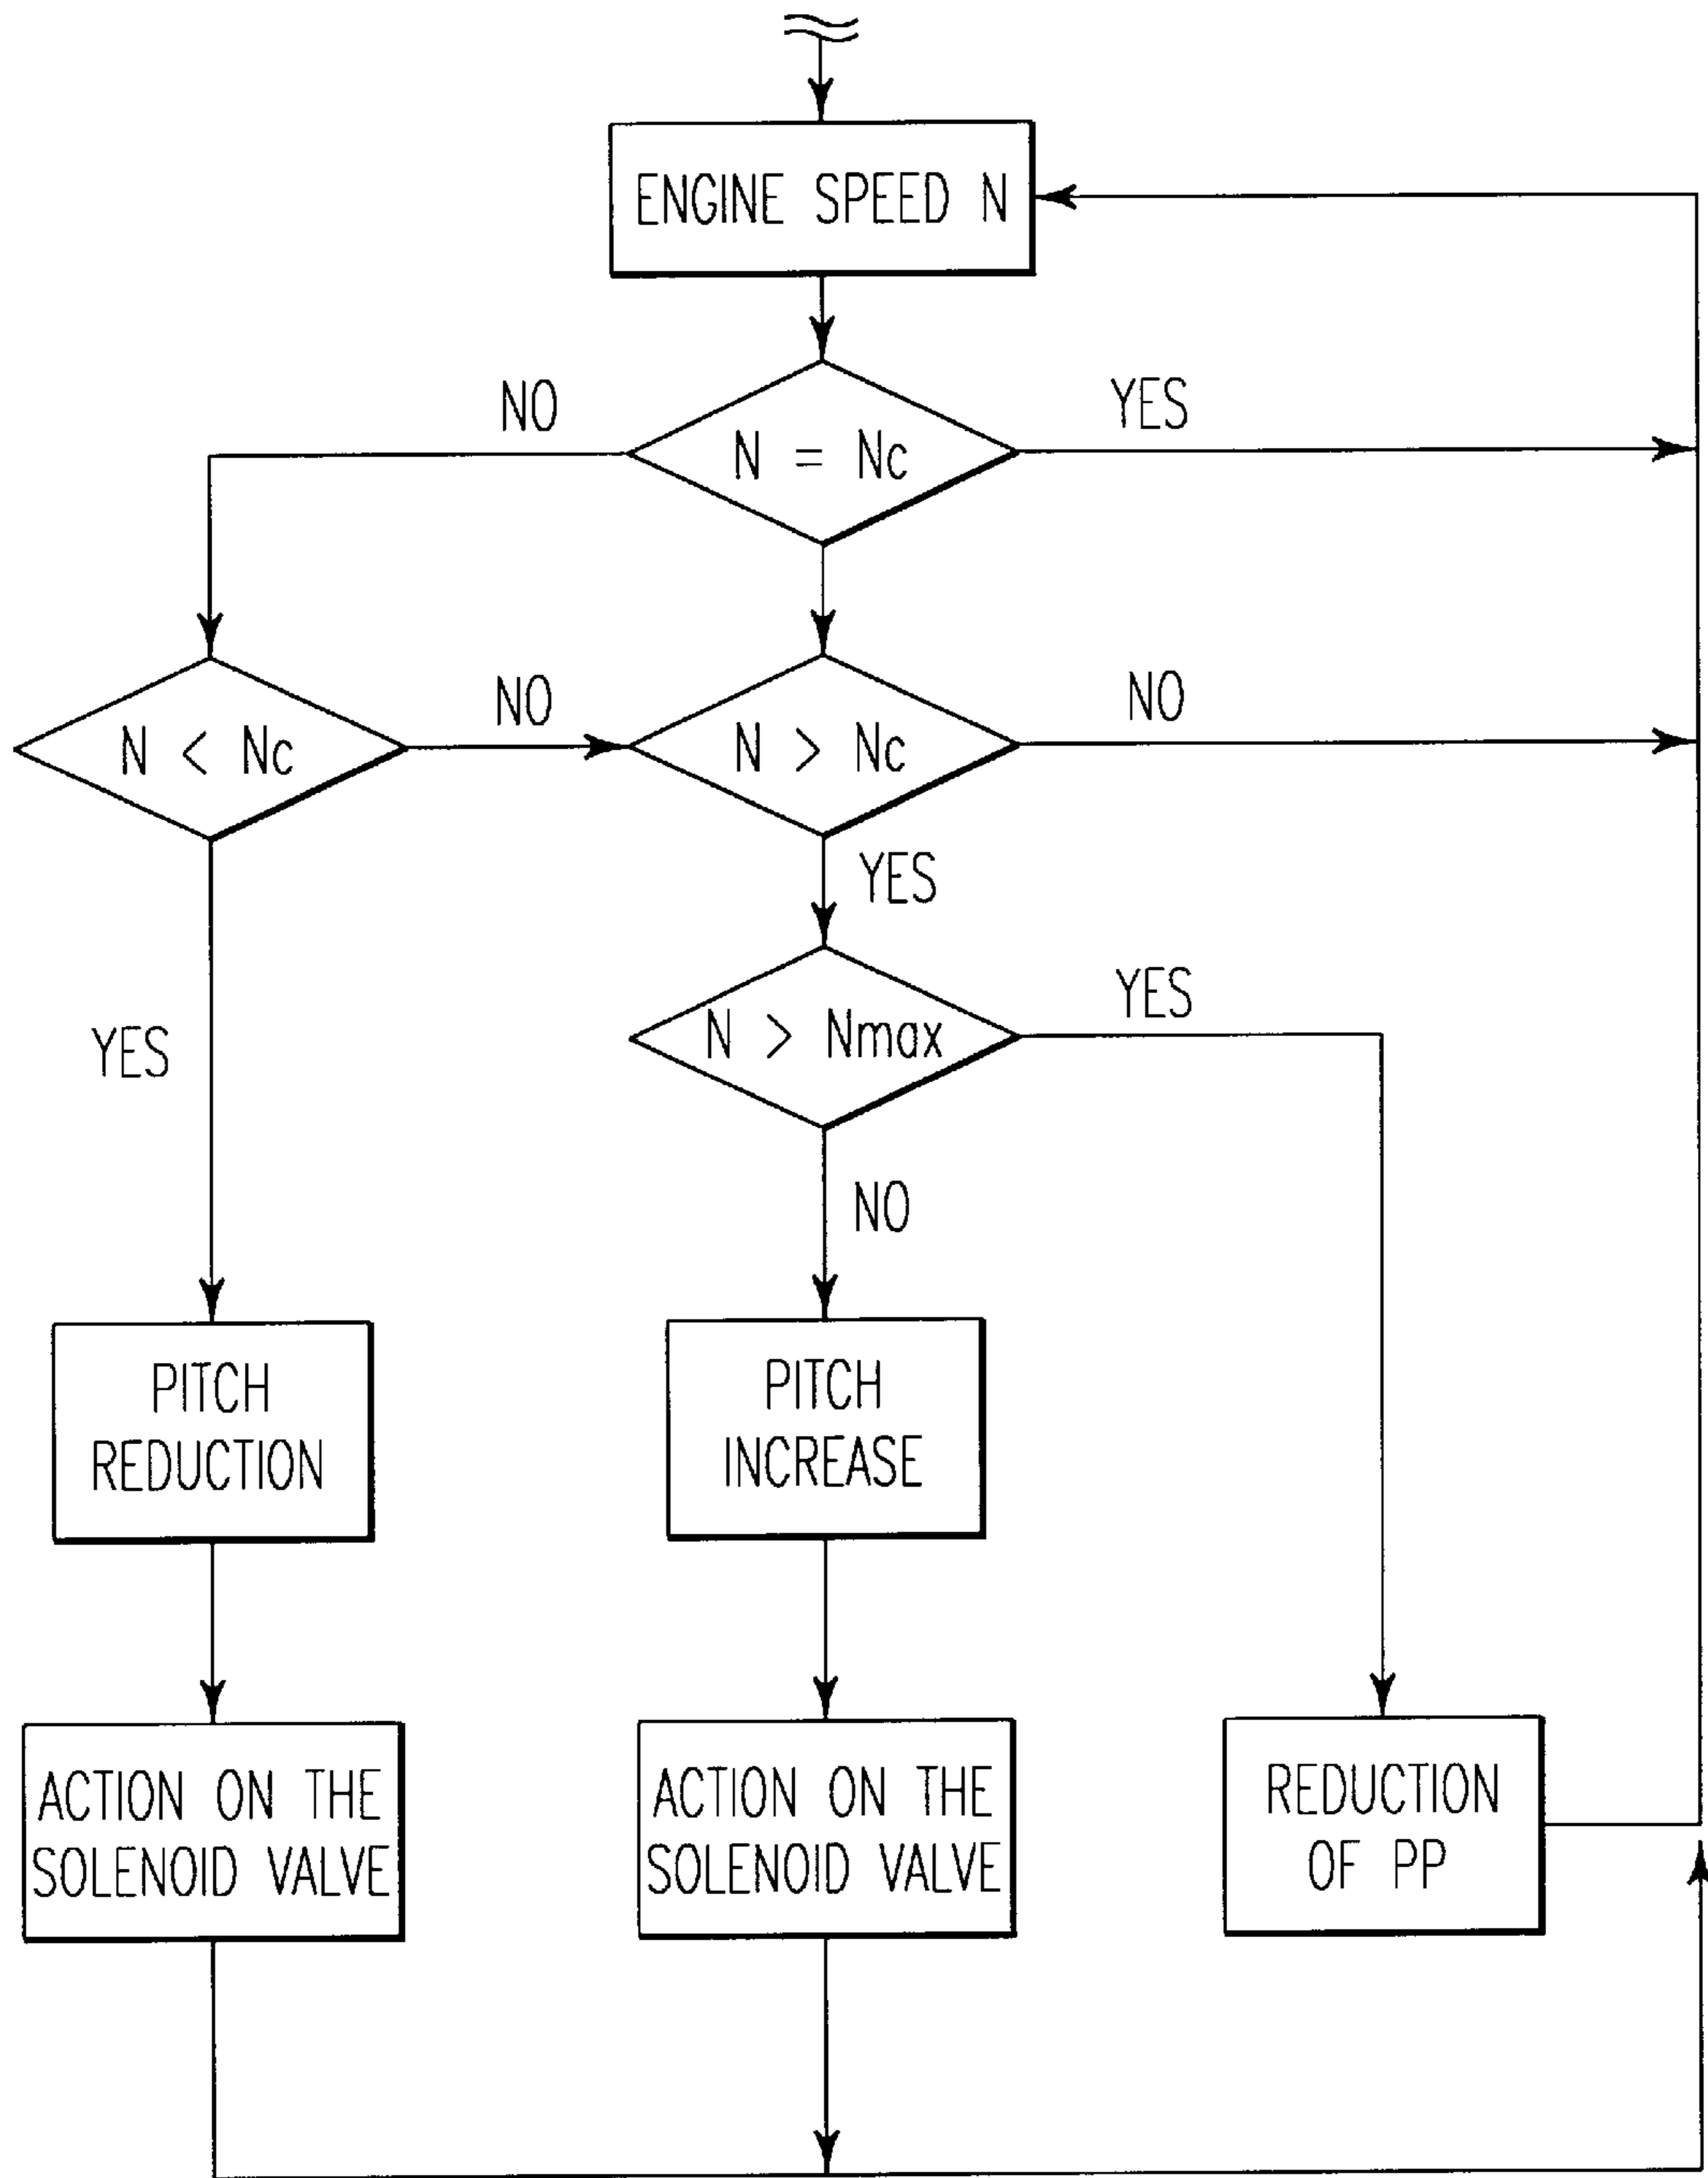 ENGINE SPEED N
NO
YES
N = Nc
NO
NO
N < Nc
N > Nc
YES
YES
YES
N > Nmax
NO
PITCH
REDUCTION
PITCH
INCREASE
ACTION ON THE
SOLENOID VALVE
ACTION ON THE
SOLENOID VALVE
REDUCTION
OF PP